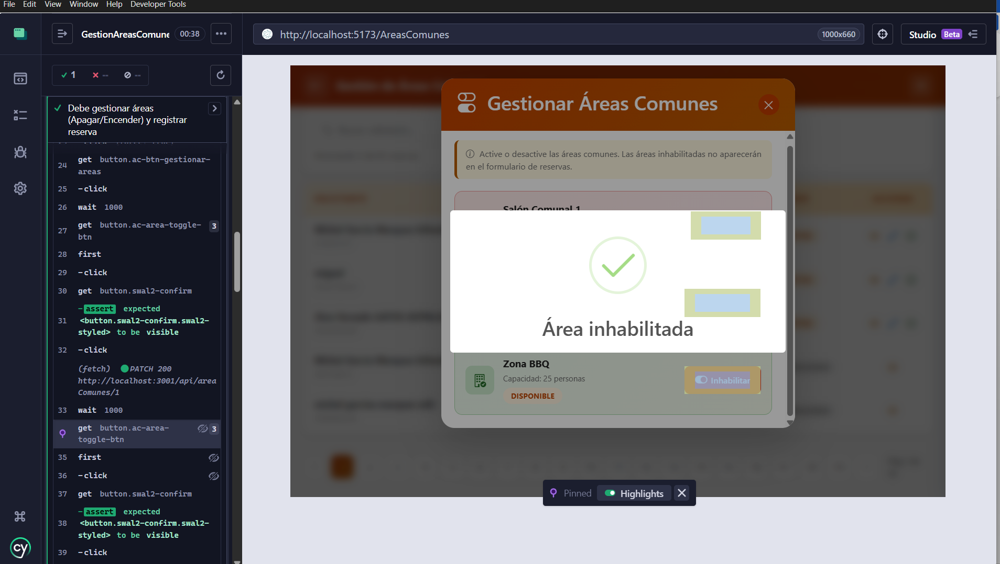 File Edit View Window Help Developer Tools
GestionAreasComune 00:38 •••
http://localhost:5173/AreasComunes 1000x660 Studio Beta
1 -- --
Debe gestionar áreas
(Apagar/Encender) y registrar
reserva
24 get button.ac-btn-gestionar-
areas
25 -click
26 wait 1000
27 get button.ac-area-toggle- 3
btn
28 first
29 -click
30 get button.swal2-confirm
-assert expected
31 <button.swal2-confirm.swal2-
styled> to be visible
32 -click
(fetch) PATCH 200
http://localhost:3001/api/area
Comunes/1
33 wait 1000
get button.ac-area- 3
toggle-btn
35 first
36 -click
37 get button.swal2-confirm
-assert expected
38 <button.swal2-confirm.swal2-
styled> to be visible
39 -click
cy
Gestionar Áreas Comunes
Active o desactive las áreas comunes. Las áreas inhabilitadas no aparecerán
en el formulario de reservas.
Salón Comunal 1
Área inhabilitada
Zona BBQ
Capacidad: 25 personas
DISPONIBLE
Inhabilitar
Pinned Highlights